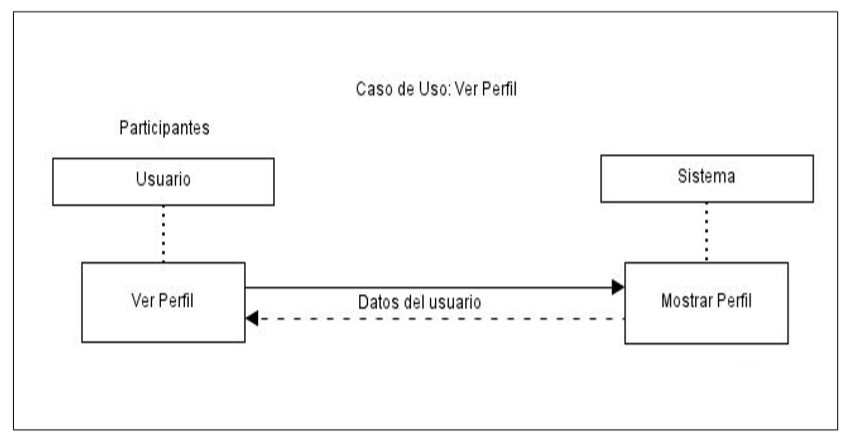 Caso de Uso: Ver Perfil
Participantes
Usuario
Sistema
Ver Perfil
Datos del usuario
Mostrar Perfil